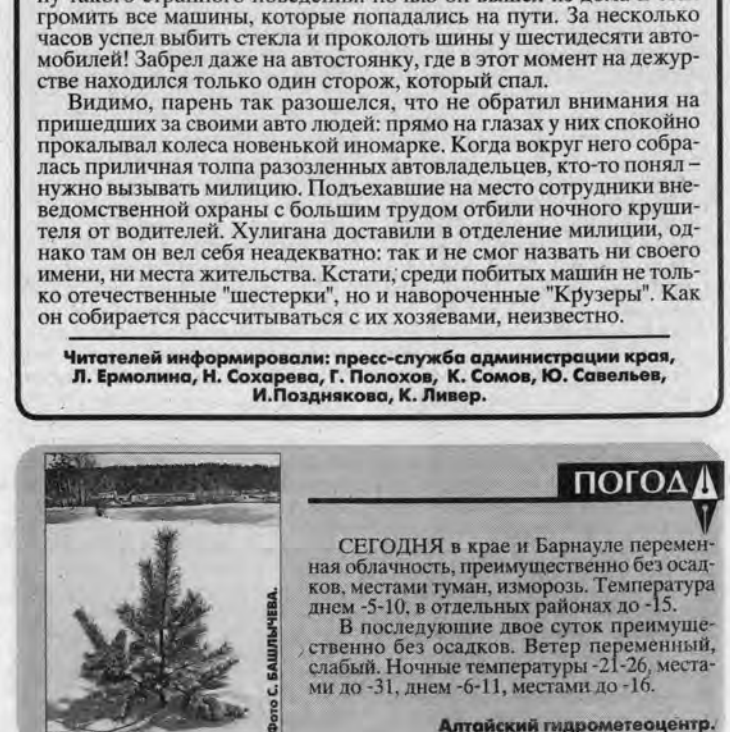 громить все машины, которые попадались на пути. За несколько
часов успел выбить стекла и проколоть шины у шестидесяти авто-
мобилей! Забрел даже на автостоянку, где в этот момент на дежур-
стве находился только один сторож, который спал.
Видимо, парень так разошелся, что не обратил внимания на
пришедших за своими авто людей: прямо на глазах у них спокойно
прокалывал колеса новенькой иномарке. Когда вокруг него собра-
лась приличная толпа разозленных автовладельцев, кто-то понял –
нужно вызывать милицию. Подъехавшие на место сотрудники вне-
ведомственной охраны с большим трудом отбили ночного круши-
теля от водителей. Хулигана доставили в отделение милиции, од-
нако там он вел себя неадекватно: так и не смог назвать ни своего
имени, ни места жительства. Кстати, среди побитых машин не толь-
ко отечественные "шестерки", но и навороченные "Крузеры". Как
он собирается рассчитываться с их хозяевами, неизвестно.
Читателей информировали: пресс-служба администрации края,
Л. Ермолина, Н. Сохарева, Г. Полохов, К. Сомов, Ю. Савельев,
И.Позднякова, К. Ливер.
Фото С. БАШЛЫЧЕВА.
ПОГОДА
СЕГОДНЯ в крае и Барнауле перемен-
ная облачность, преимущественно без осад-
ков, местами туман, изморозь. Температура
днем -5-10, в отдельных районах до -15.
В последующие двое суток преимуще-
ственно без осадков. Ветер переменный,
слабый. Ночные температуры -21-26, места-
ми до -31, днем -6-11, местами до -16.
Алтайский гидрометеоцентр.